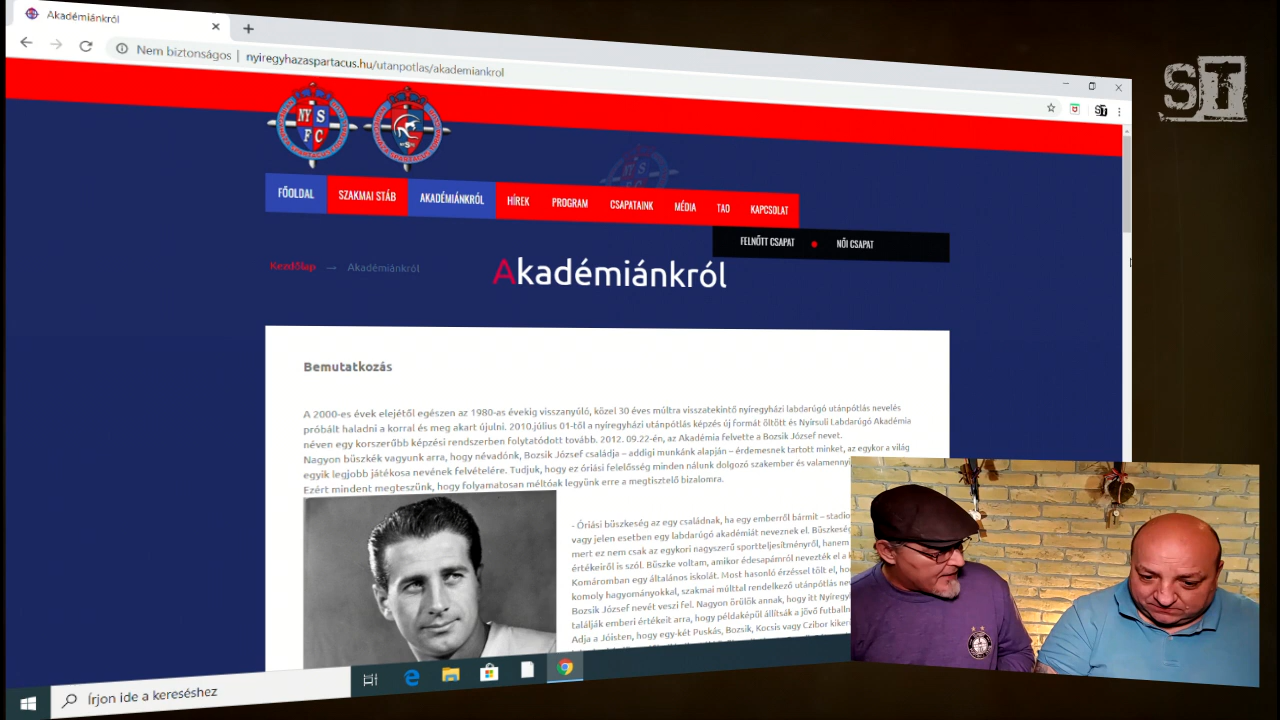 Akadémiánkról
Nem biztonságos | nyiregyhazaspartacus.hu/utanpotlas/akademiankrol
ST
NY S
F C
FŐOLDAL SZAKMAI STÁB AKADÉMIÁNKRÓL HÍREK PROGRAM CSAPATAINK MÉDIA TAO KAPCSOLAT
FELNŐTT CSAPAT NŐI CSAPAT
Kezdőlap → Akadémiánkról
Akadémiánkról
Bemutatkozás
A 2000-es évek elejétől egészen az 1980-as évekig visszanyúló, közel 30 éves múltra visszatekintő nyíregyházi labdarúgó utánpótlás nevelés
próbált haladni a korral és meg akart újulni. 2010.július 01-től a nyíregyházi utánpótlás képzés új formát öltött és Nyírsuli Labdarúgó Akadémia
néven egy korszerűbb képzési rendszerben folytatódott tovább. 2012. 09.22-én, az Akadémia felvette a Bozsik József nevet.
Nagyon büszkék vagyunk arra, hogy névadónk, Bozsik József családja – addigi munkánk alapján – érdemesnek tartott minket, az egykor a világ
egyik legjobb játékosa nevének felvételére. Tudjuk, hogy ez óriási felelősség minden nálunk dolgozó szakember és
Ezért mindent megteszünk, hogy folyamatosan méltóak legyünk erre a megtisztelő bizalomra.
- Óriási büszkeség az egy családnak, ha egy emberről bármit –
vagy jelen esetben egy labdarúgó akadémiát neveznek el.
mert ez nem csak az egykori nagyszerű sportteljesítményről, hanem
értékeiről is szól. Büszke voltam, amikor édesapámról nevezték el a
Komáromban egy általános iskolát. Most hasonló érzéssel tölt el,
komoly hagyományokkal, szakmai múlttal rendelkező utánpótlás
Bozsik József nevét veszi fel. Nagyon örülök annak, hogy itt
találják emberi értékeit arra, hogy példaképül állítsák a jövő
Adja a Jóisten, hogy egy-két Puskás, Bozsik, Kocsis vagy Czibor
Írjon ide a kereséshez